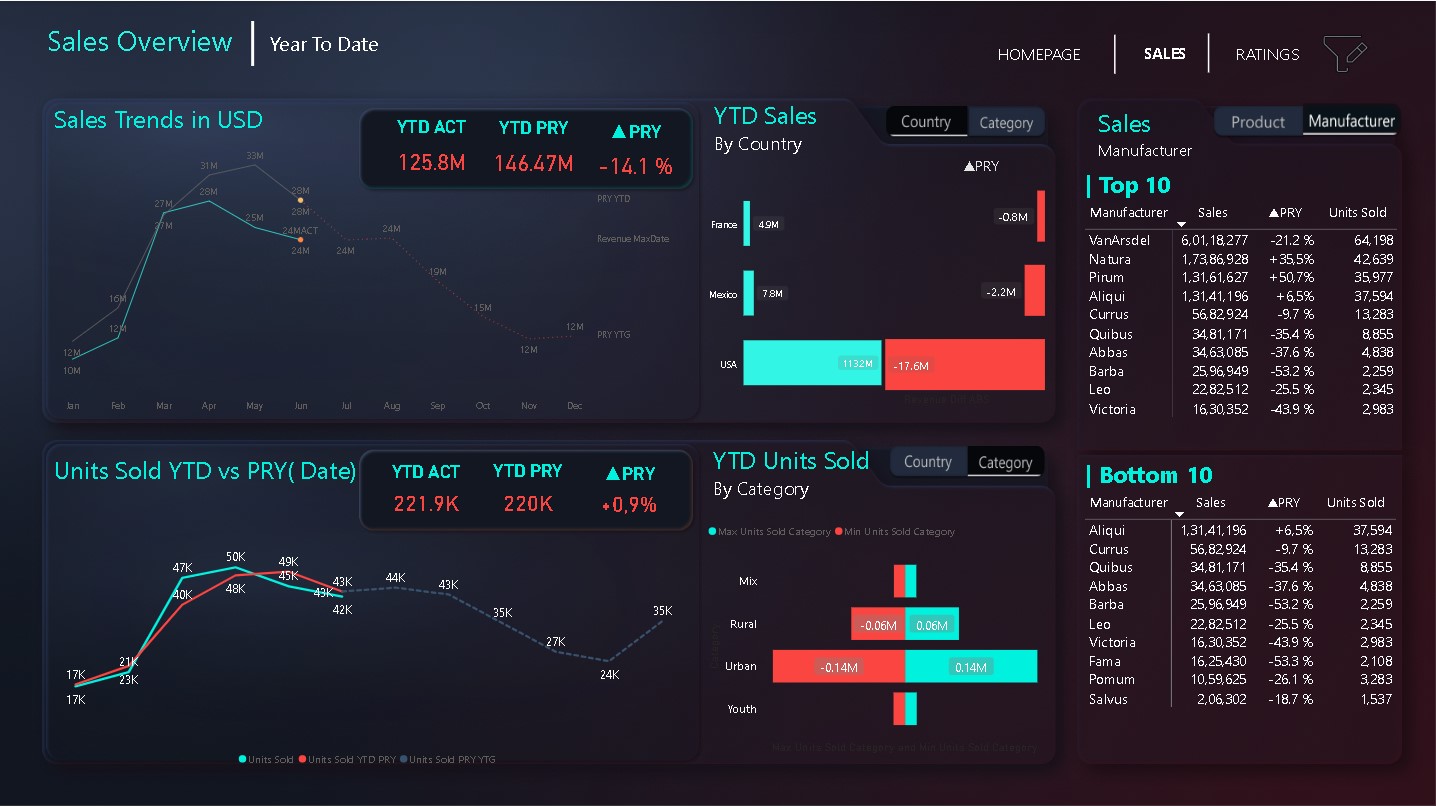 Sales Overview
Year To Date
HOMEPAGE
SALES
RATINGS
Sales Trends in USD
YTD ACT YTD PRY ▲PRY
125.8M 146.47M -14.1 %
33M
31M
28M
28M
27M
27M
25M
28M
28M
24MACT
24M
24M
24M
19M
16M
15M
12M
12M
10M
12M
12M
PRY YTD
Revenue MaxDate
PRY YTG
Jan Feb Mar Apr May Jun Jul Aug Sep Oct Nov Dec
YTD Sales
By Country
Country Category
▲PRY
France 4.9M -0.8M
Mexico 7.8M -2.2M
USA 113.2M -17.6M
Sales
Manufacturer
Product Manufacturer
Top 10
Manufacturer Sales ▲PRY Units Sold
VanArsdel 6,01,18,277 -21.2 % 64,198
Natura 1,73,86,928 +35,5% 42,639
Pirum 1,31,61,627 +50,7% 35,977
Aliqui 1,31,41,196 +6,5% 37,594
Currus 56,82,924 -9.7 % 13,283
Quibus 34,81,171 -35.4 % 8,855
Abbas 34,63,085 -37.6 % 4,838
Barba 25,96,949 -53.2 % 2,259
Leo 22,82,512 -25.5 % 2,345
Victoria 16,30,352 -43.9 % 2,983
Units Sold YTD vs PRY( Date)
YTD ACT YTD PRY ▲PRY
221.9K 220K +0,9%
50K
49K
47K
45K
48K
40K
43K
43K
42K
44K
43K
35K
35K
27K
24K
21K
23K
17K
17K
Units Sold Units Sold YTD PRY Units Sold PRY YTG
YTD Units Sold
By Category
Country Category
Max Units Sold Category Min Units Sold Category
Mix
Rural -0.06M 0.06M
Urban -0.14M 0.14M
Youth
Max Units Sold Category and Min Units Sold Category
Bottom 10
Manufacturer Sales ▲PRY Units Sold
Aliqui 1,31,41,196 +6,5% 37,594
Currus 56,82,924 -9.7 % 13,283
Quibus 34,81,171 -35.4 % 8,855
Abbas 34,63,085 -37.6 % 4,838
Barba 25,96,949 -53.2 % 2,259
Leo 22,82,512 -25.5 % 2,345
Victoria 16,30,352 -43.9 % 2,983
Fama 16,25,430 -53.3 % 2,108
Pomum 10,59,625 -26.1 % 3,283
Salvus 2,06,302 -18.7 % 1,537